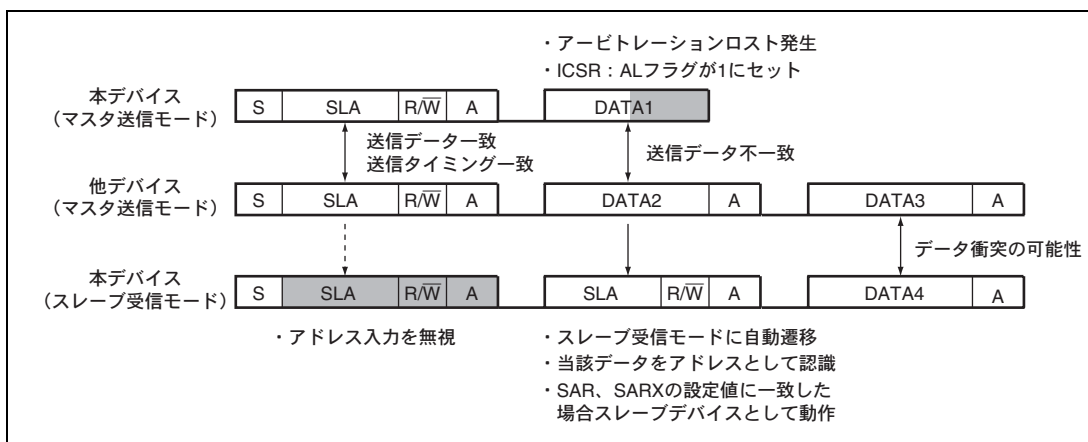 ・アービトレーションロスト発生
・ICSR：ALフラグが1にセット
本デバイス
（マスタ送信モード）
S SLA R/W̅ A DATA1
送信データ一致
送信タイミング一致
送信データ不一致
他デバイス
（マスタ送信モード）
S SLA R/W̅ A DATA2 A DATA3 A
データ衝突の可能性
本デバイス
（スレーブ受信モード）
S SLA R/W̅ A SLA R/W̅ A DATA4 A
・アドレス入力を無視
・スレーブ受信モードに自動遷移
・当該データをアドレスとして認識
・SAR、SARXの設定値に一致した
場合スレーブデバイスとして動作